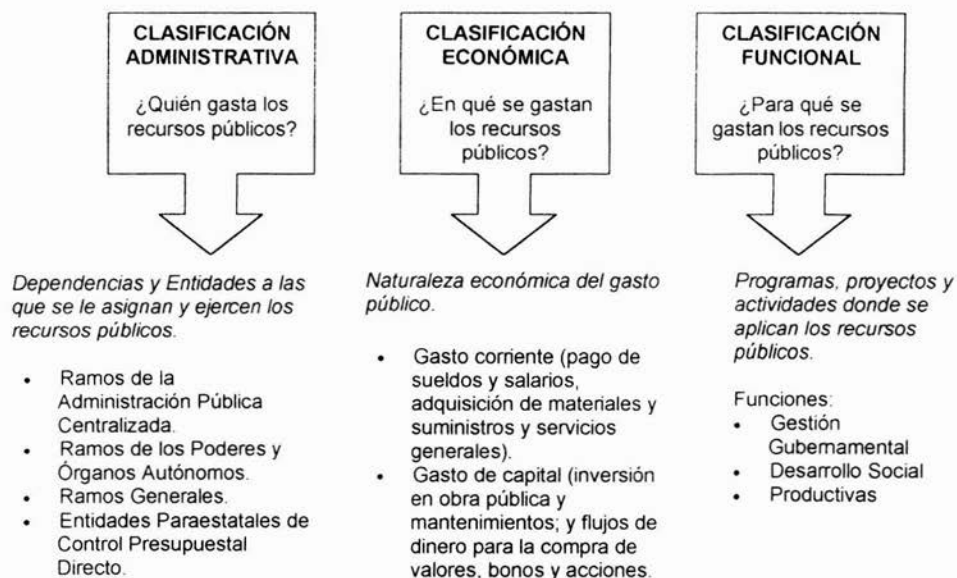 CLASIFICACIÓN
ADMINISTRATIVA
¿Quién gasta los
recursos públicos?
Dependencias y Entidades a las
que se le asignan y ejercen los
recursos públicos.
• Ramos de la
Administración Pública
Centralizada.
• Ramos de los Poderes y
Órganos Autónomos.
• Ramos Generales.
• Entidades Paraestatales de
Control Presupuestal
Directo.
CLASIFICACIÓN
ECONÓMICA
¿En qué se gastan
los recursos
públicos?
Naturaleza económica del gasto
público.
• Gasto corriente (pago de
sueldos y salarios,
adquisición de materiales y
suministros y servicios
generales).
• Gasto de capital (inversión
en obra pública y
mantenimientos; y flujos de
dinero para la compra de
valores, bonos y acciones.
CLASIFICACIÓN
FUNCIONAL
¿Para qué se
gastan los recursos
públicos?
Programas, proyectos y
actividades donde se
aplican los recursos
públicos.
Funciones:
• Gestión
Gubernamental
• Desarrollo Social
• Productivas